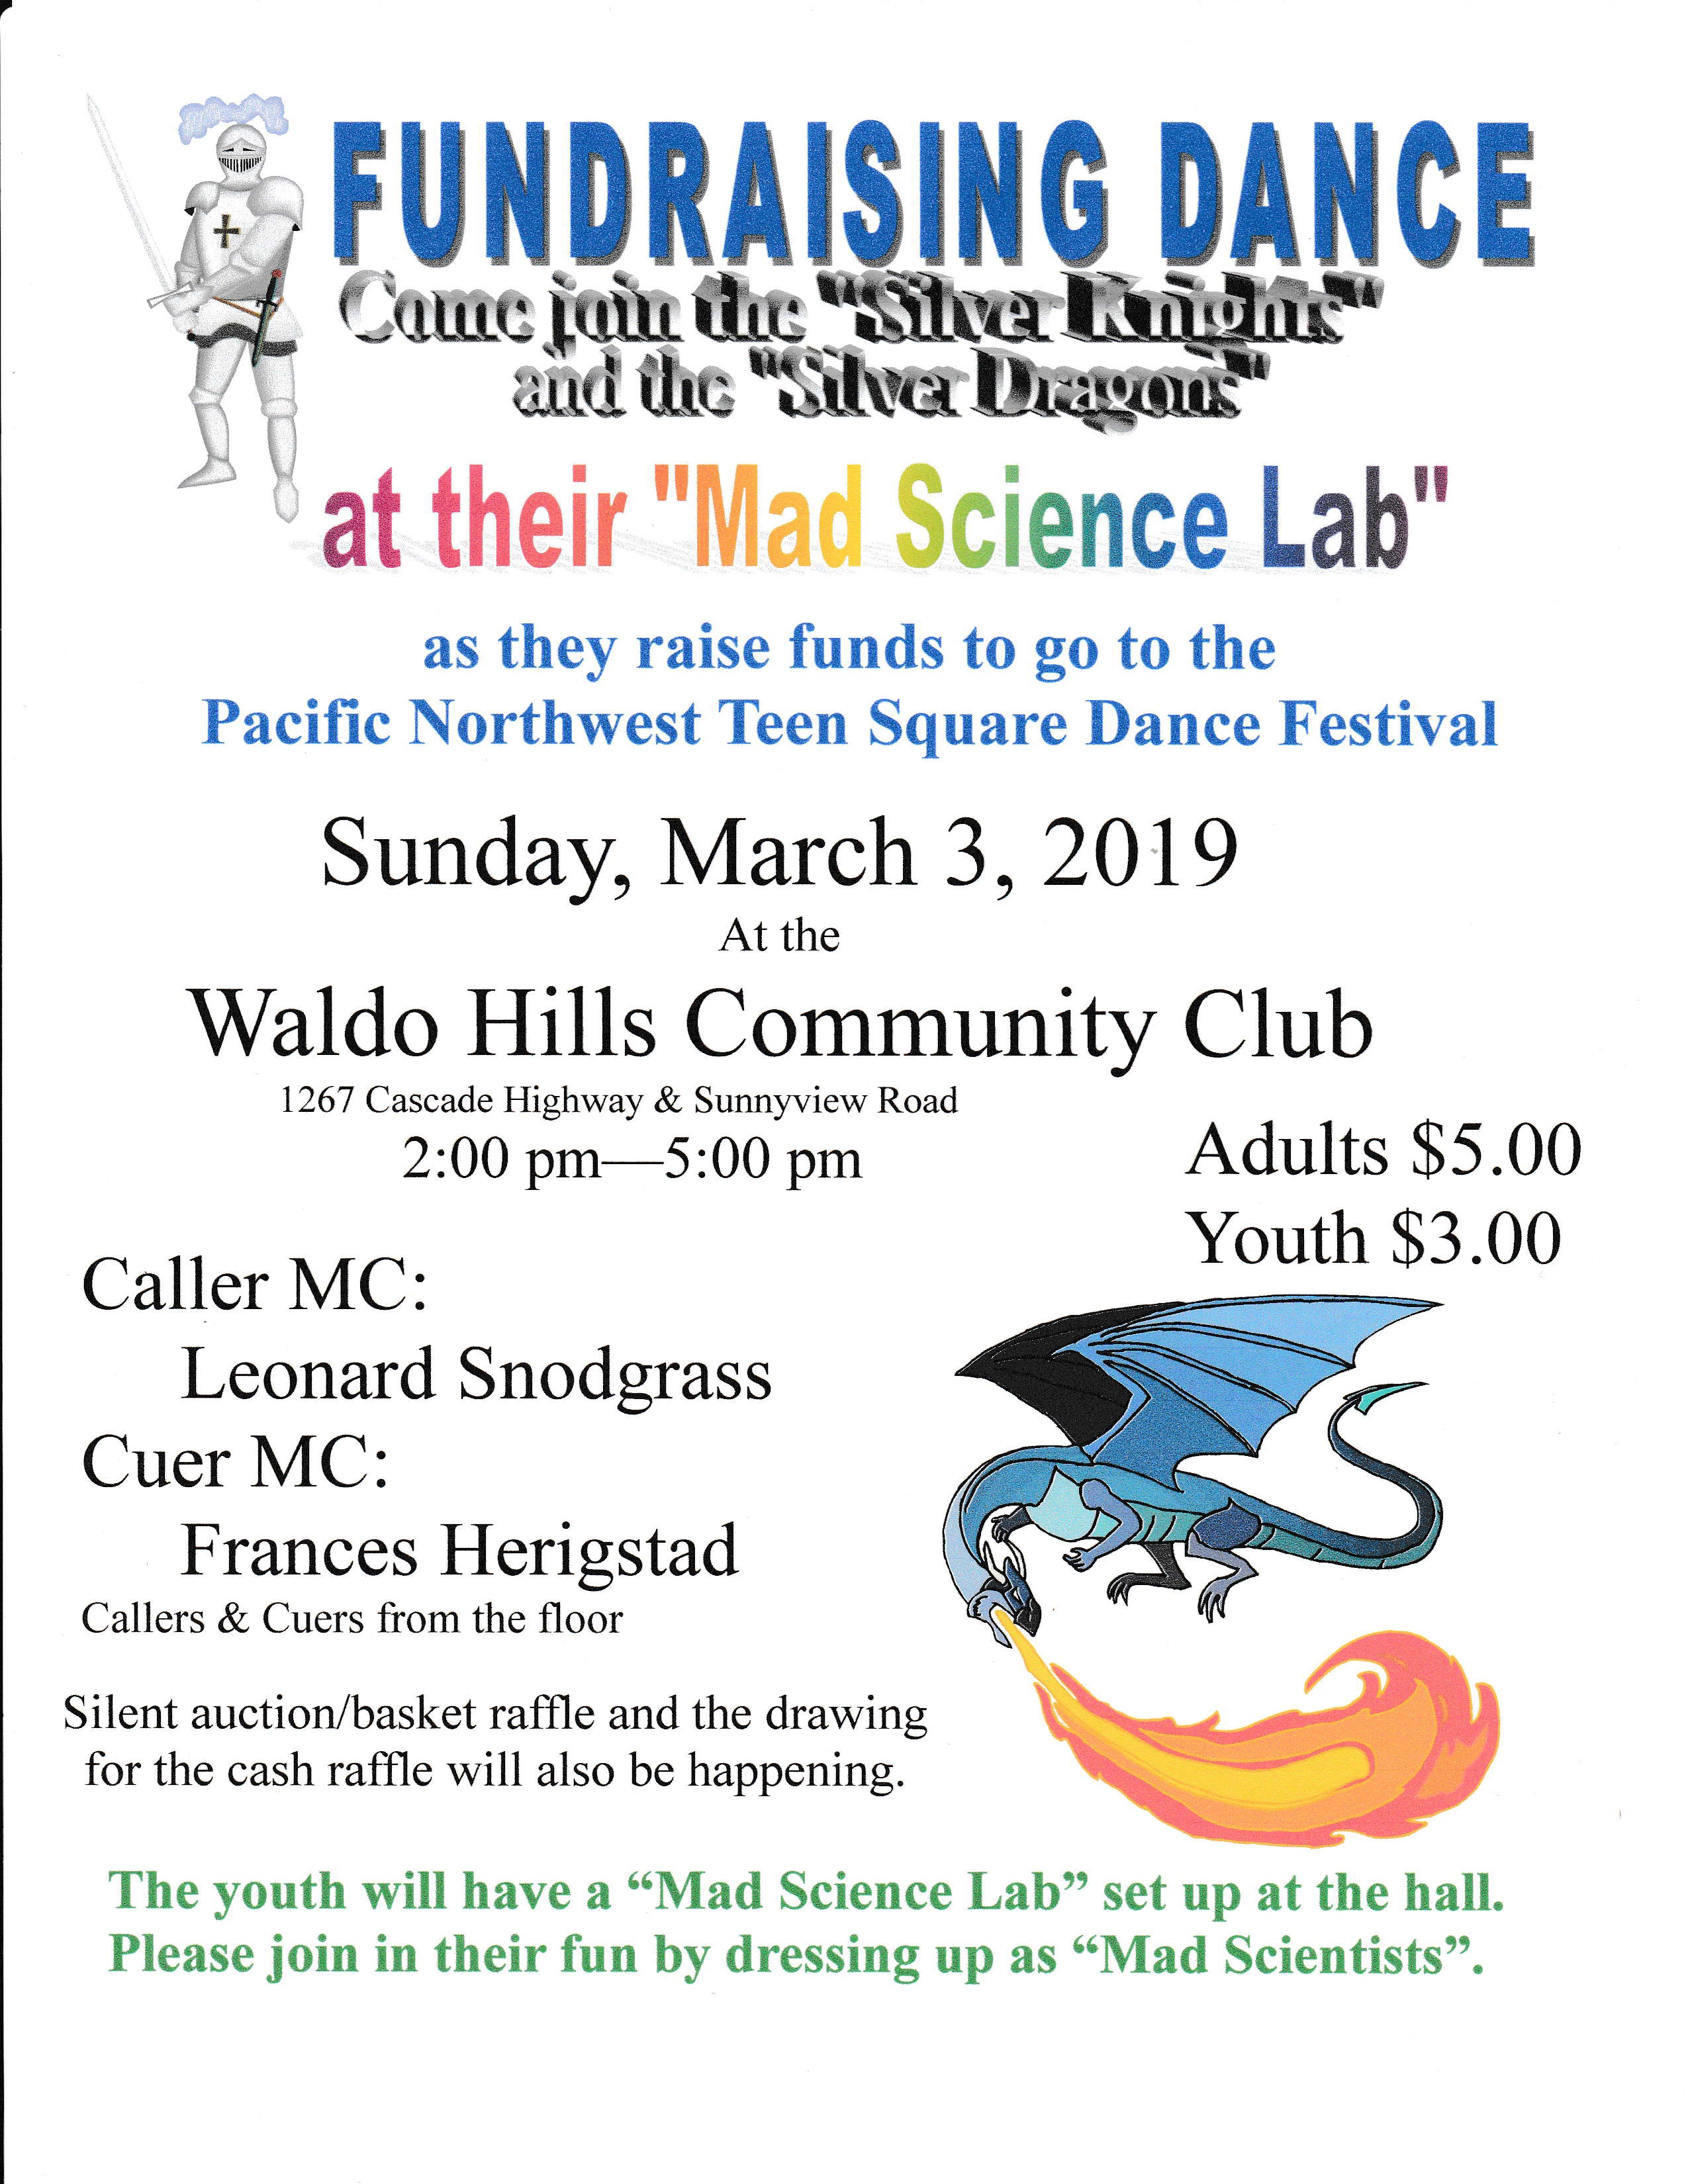 FUNDRAISING DANCE
Come join the "Silver Knights"
and the "Silver Dragons"
at their "Mad Science Lab"
as they raise funds to go to the
Pacific Northwest Teen Square Dance Festival
Sunday, March 3, 2019
At the
Waldo Hills Community Club
1267 Cascade Highway & Sunnyview Road
2:00 pm—5:00 pm
Adults $5.00
Youth $3.00
Caller MC:
Leonard Snodgrass
Cuer MC:
Frances Herigstad
Callers & Cuers from the floor
Silent auction/basket raffle and the drawing
for the cash raffle will also be happening.
The youth will have a “Mad Science Lab” set up at the hall.
Please join in their fun by dressing up as “Mad Scientists”.